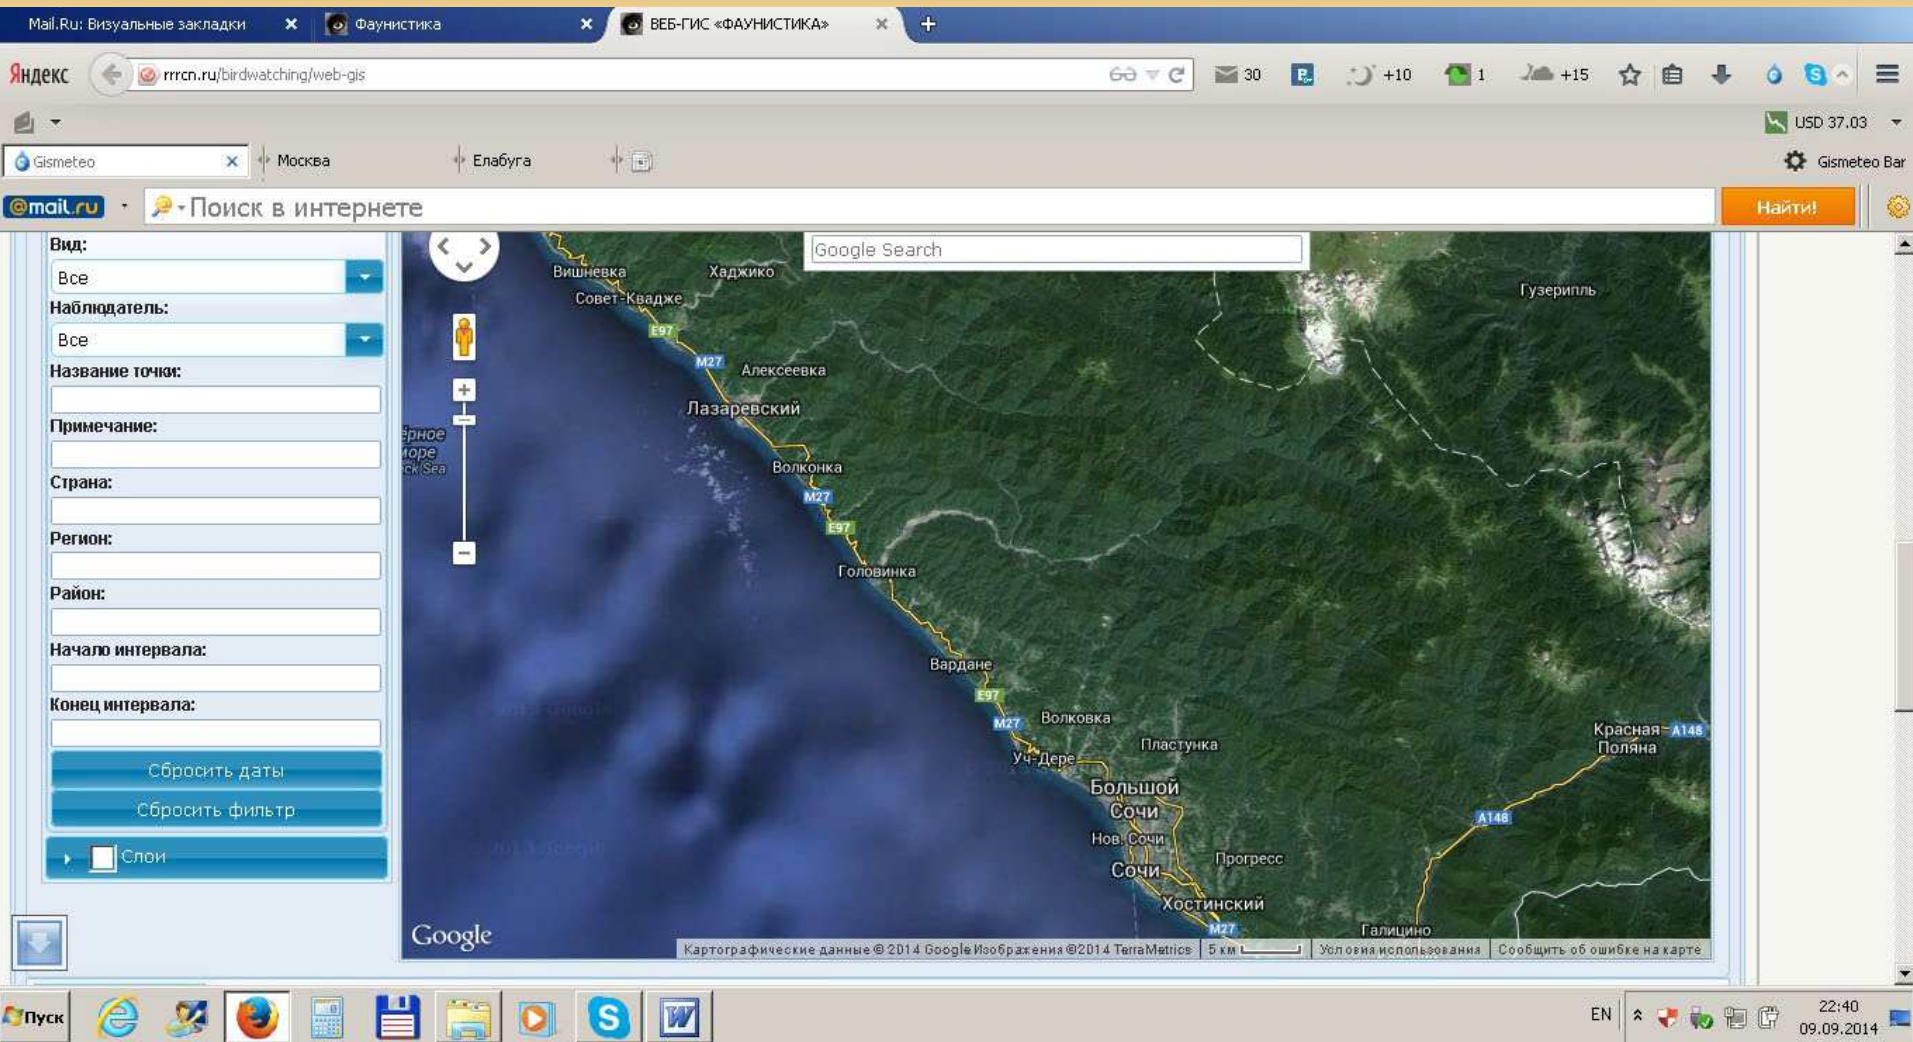 Mail.Ru: Визуальные закладки
Фаунистика
ВЕБ-ГИС «ФАУНИСТИКА»
Яндекс
rrrcn.ru/birdwatching/web-gis
30
+10
1
+15
USD 37.03
Gismeteo
Москва
Елабуга
Gismeteo Bar
@mail.ru
Поиск в интернете
Найти!
Вид:
Все
Наблюдатель:
Все
Название точки:
Примечание:
Страна:
Регион:
Район:
Начало интервала:
Конец интервала:
Сбросить даты
Сбросить фильтр
Слои
Google Search
Вишневка
Хаджико
Совет-Квадже
Гузерипль
E97
M27
Алексеевка
Лазаревский
ёрное
море
ck Sea
Волконка
M27
E97
Головинка
Вардане
E97
M27
Волковка
Пластунка
Уч-Дере
Красная
Поляна
A148
Большой
Сочи
A148
Нов. Сочи
Сочи
Прогресс
Хостинский
M27
Галицино
Google
Картографические данные © 2014 Google Изображения ©2014 TerraMetrics
5 км
Условия использования
Сообщить об ошибке на карте
Пуск
EN
22:40
09.09.2014